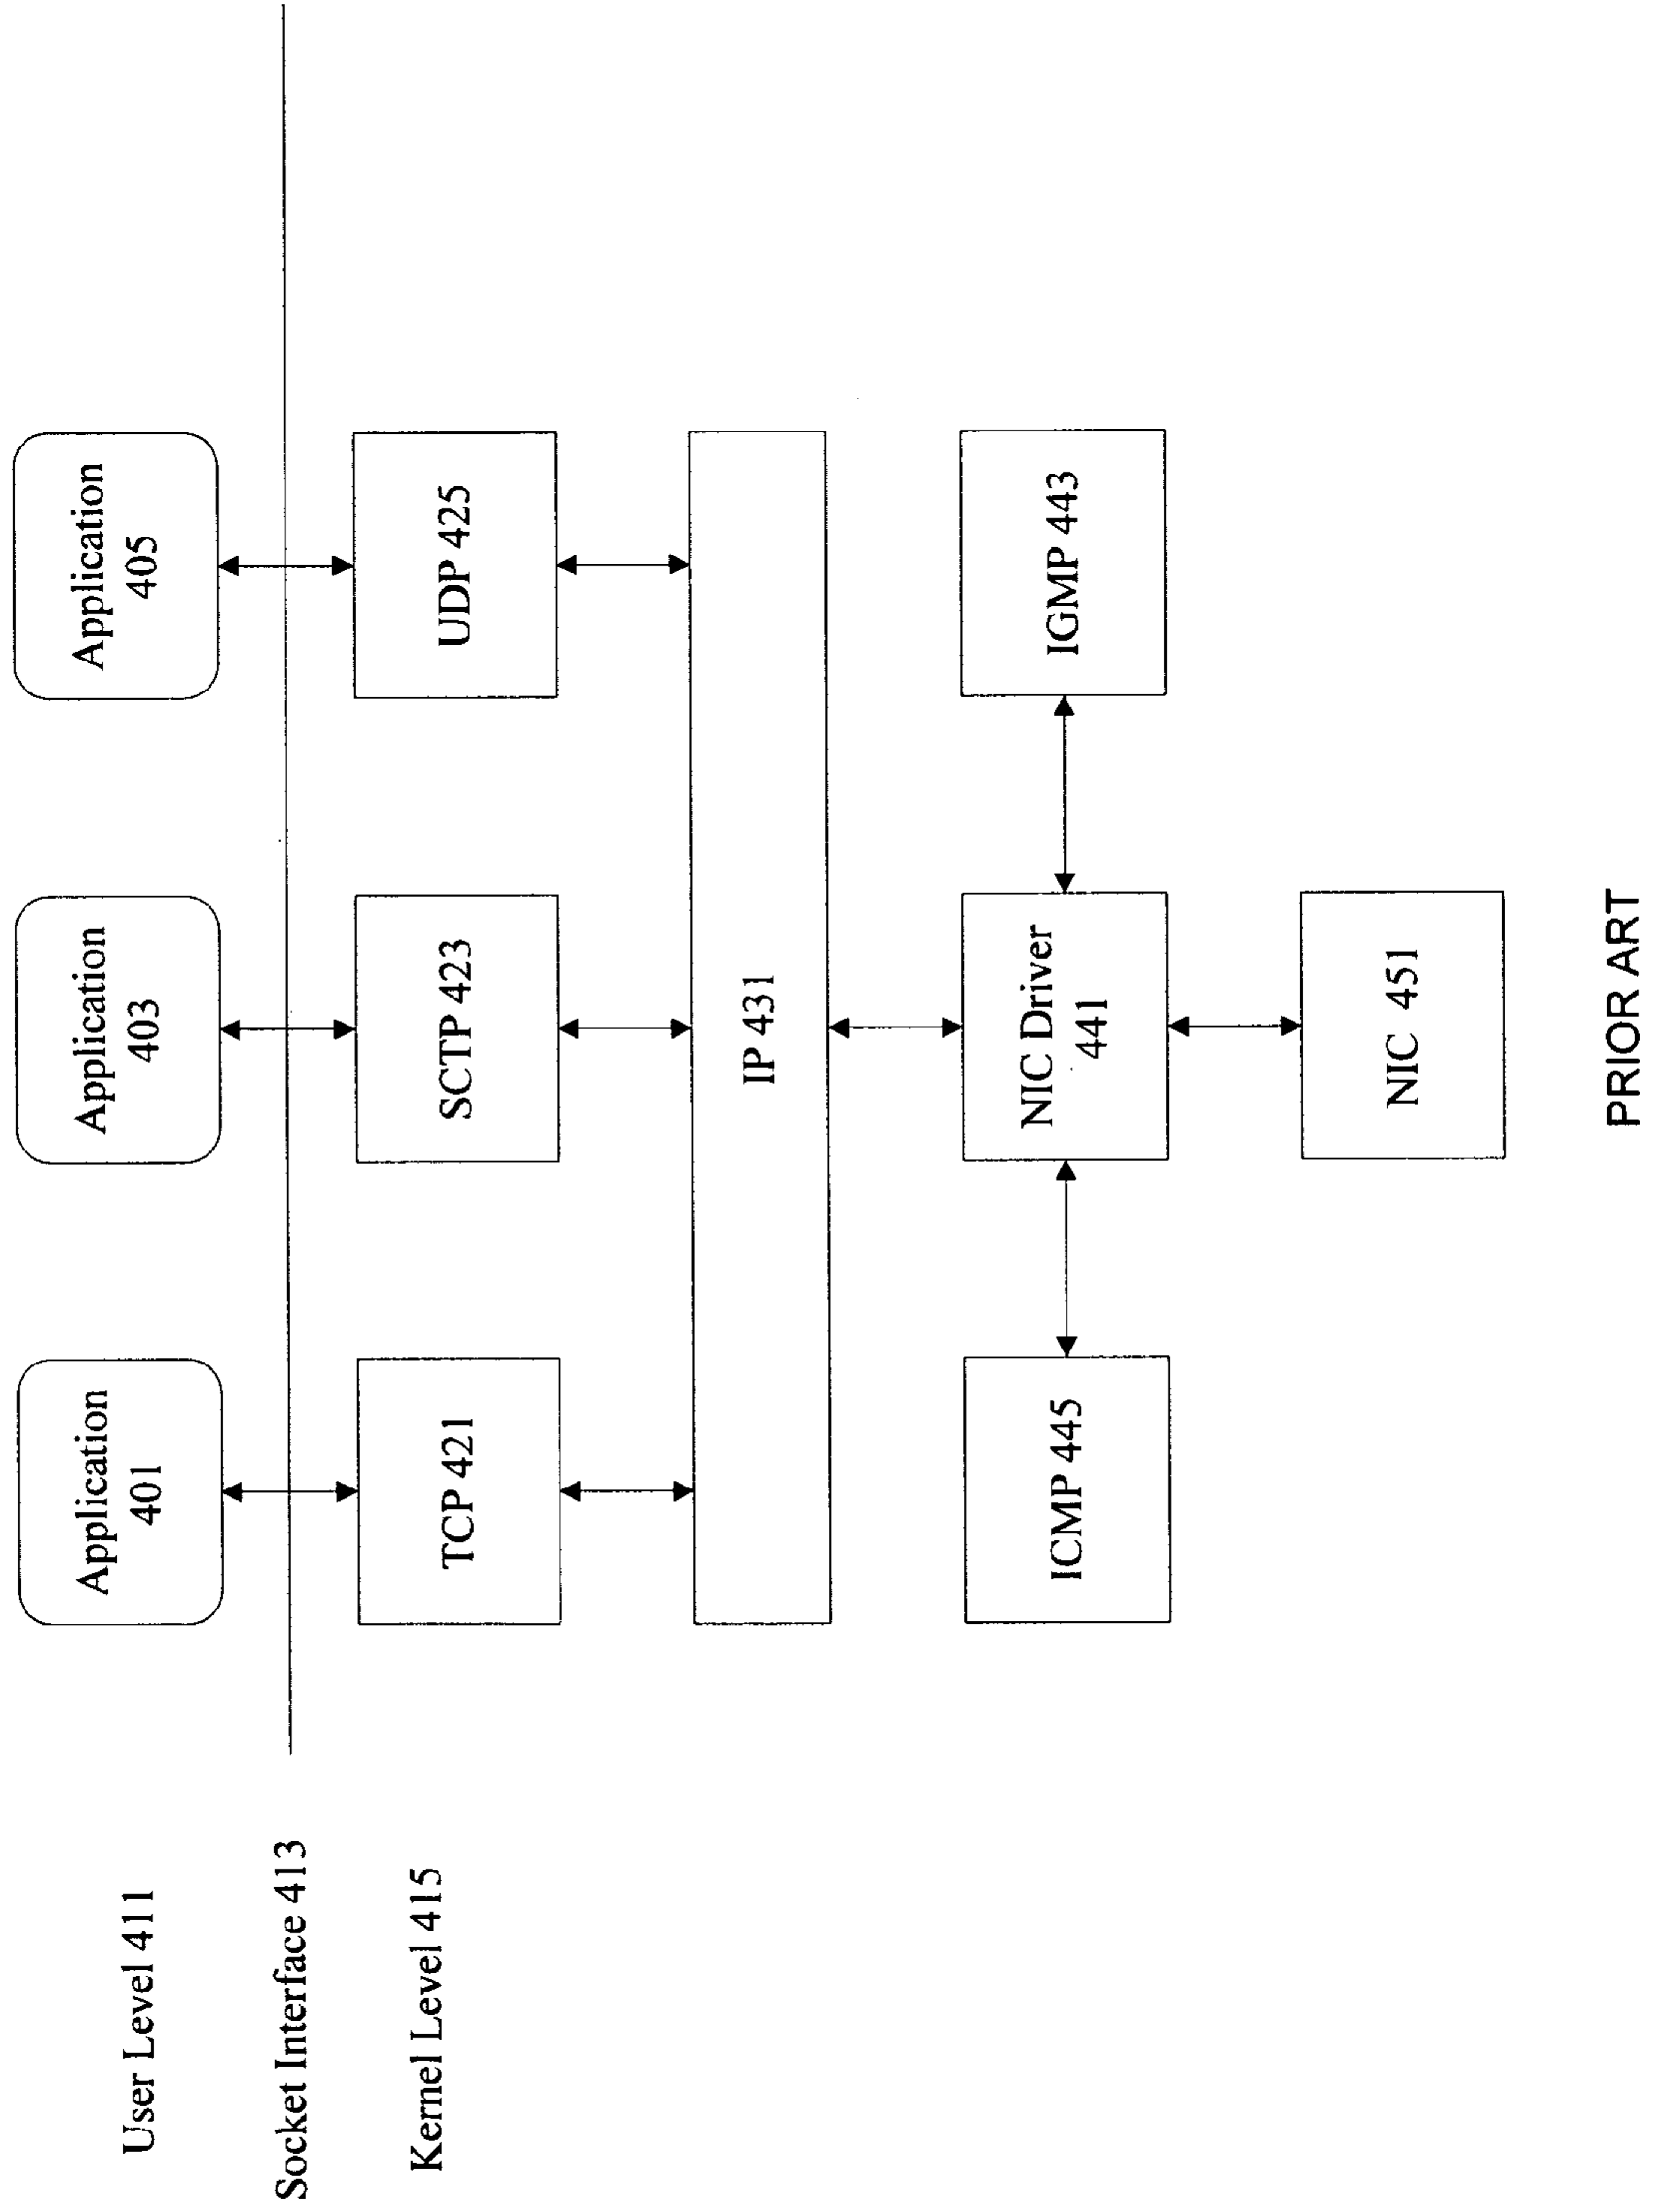 User Level 411
Application
401
Application
403
Application
405
Socket Interface 413
Kernel Level 415
TCP 421
SCTP 423
UDP 425
IP 431
ICMP 445
NIC Driver
441
IGMP 443
NIC 451
PRIOR ART